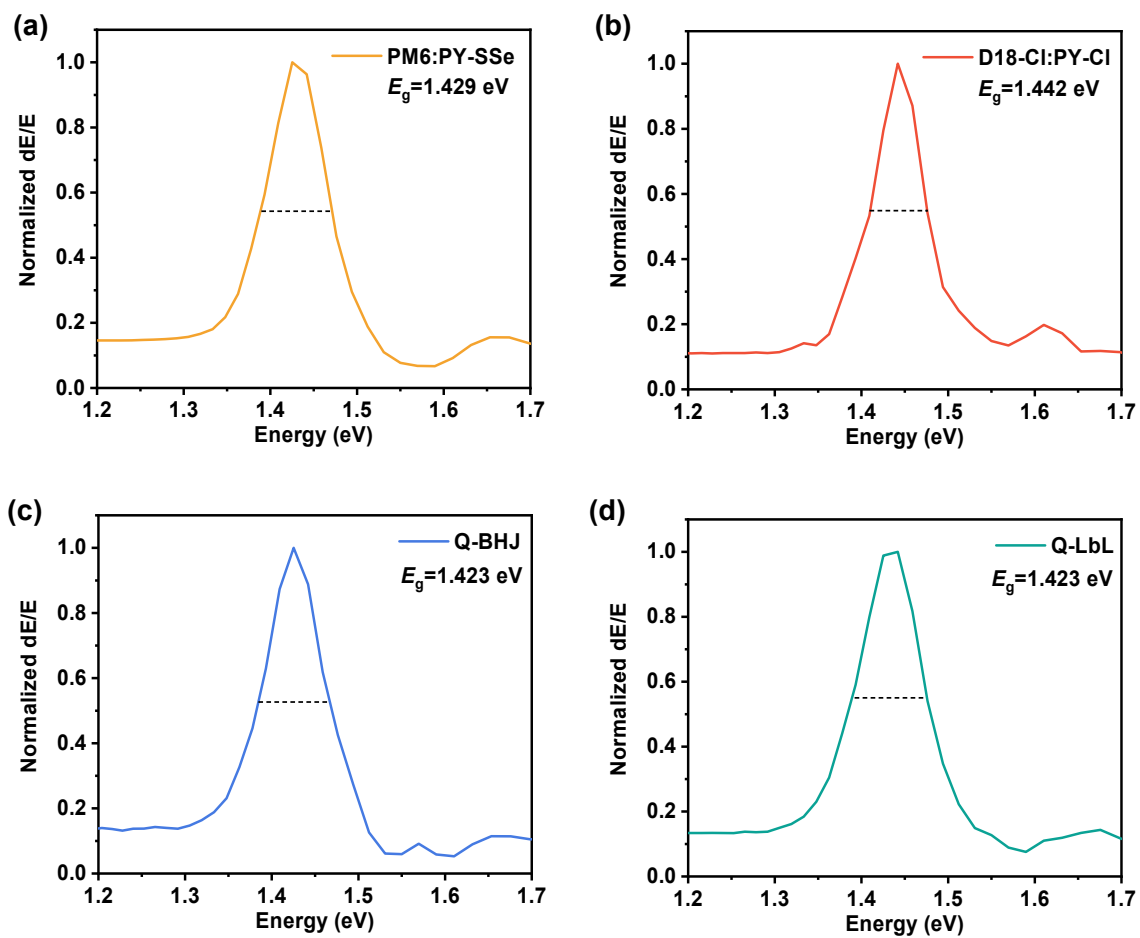 (a)
PM6:PY-SSe
Eg=1.429 eV
Normalized dE/E
1.0
0.8
0.6
0.4
0.2
0.0
1.2 1.3 1.4 1.5 1.6 1.7
Energy (eV)
(b)
D18-Cl:PY-Cl
Eg=1.442 eV
Normalized dE/E
1.0
0.8
0.6
0.4
0.2
0.0
1.2 1.3 1.4 1.5 1.6 1.7
Energy (eV)
(c)
Q-BHJ
Eg=1.423 eV
Normalized dE/E
1.0
0.8
0.6
0.4
0.2
0.0
1.2 1.3 1.4 1.5 1.6 1.7
Energy (eV)
(d)
Q-LbL
Eg=1.423 eV
Normalized dE/E
1.0
0.8
0.6
0.4
0.2
0.0
1.2 1.3 1.4 1.5 1.6 1.7
Energy (eV)